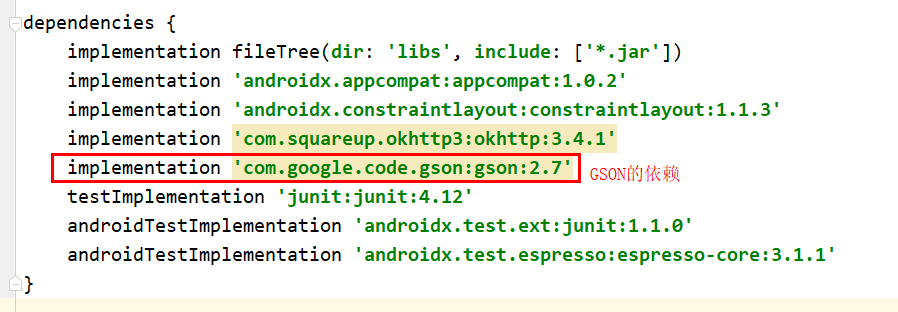 dependencies {
implementation fileTree(dir: 'libs', include: ['*.jar'])
implementation 'androidx.appcompat:appcompat:1.0.2'
implementation 'androidx.constraintlayout:constraintlayout:1.1.3'
implementation 'com.squareup.okhttp3:okhttp:3.4.1'
implementation 'com.google.code.gson:gson:2.7' GSON的依赖
testImplementation 'junit:junit:4.12'
androidTestImplementation 'androidx.test.ext:junit:1.1.0'
androidTestImplementation 'androidx.test.espresso:espresso-core:3.1.1'
}